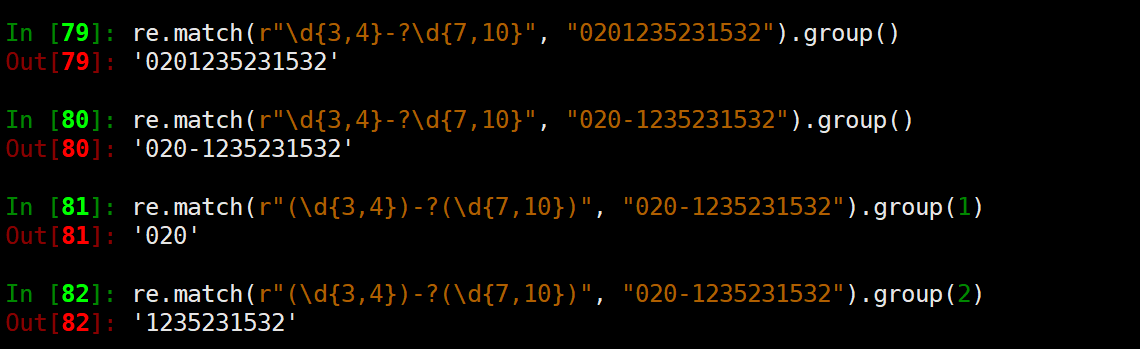 In [79]: re.match(r"\d{3,4}-?\d{7,10}", "0201235231532").group()
Out[79]: '0201235231532'
In [80]: re.match(r"\d{3,4}-?\d{7,10}", "020-1235231532").group()
Out[80]: '020-1235231532'
In [81]: re.match(r"(\d{3,4})-?(\d{7,10})", "020-1235231532").group(1)
Out[81]: '020'
In [82]: re.match(r"(\d{3,4})-?(\d{7,10})", "020-1235231532").group(2)
Out[82]: '1235231532'